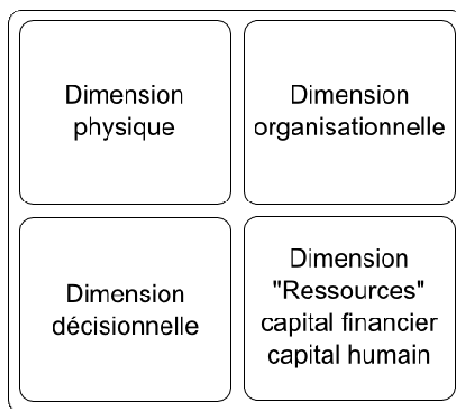 Dimension
physique
Dimension
organisationnelle
Dimension
décisionnelle
Dimension
"Ressources"
capital financier
capital humain